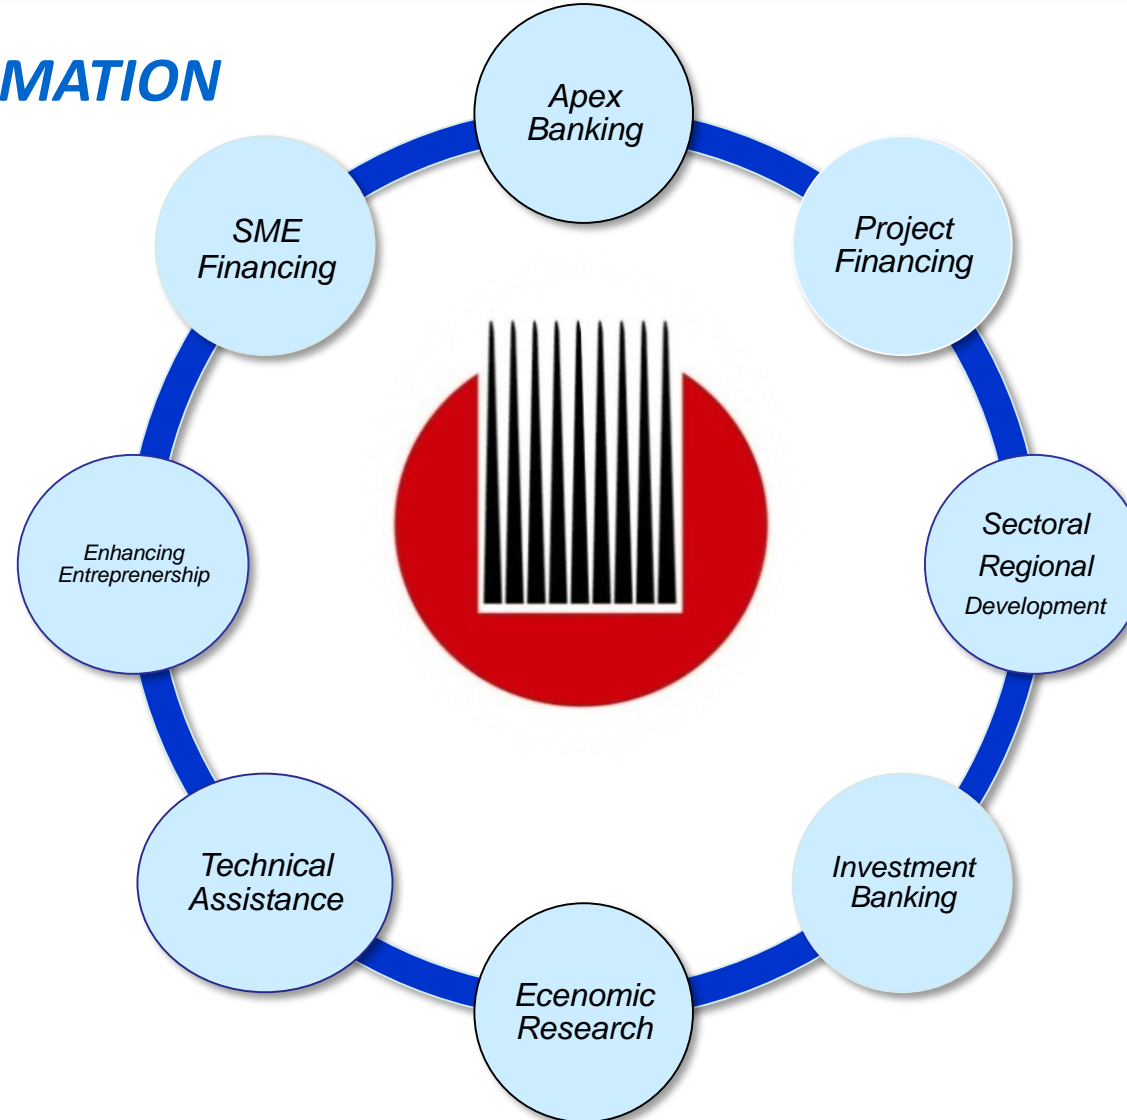 MATION
Apex
Banking
Project
Financing
Sectoral
Regional
Development
Investment
Banking
Ecenomic
Research
Technical
Assistance
Enhancing
Entreprenership
SME
Financing